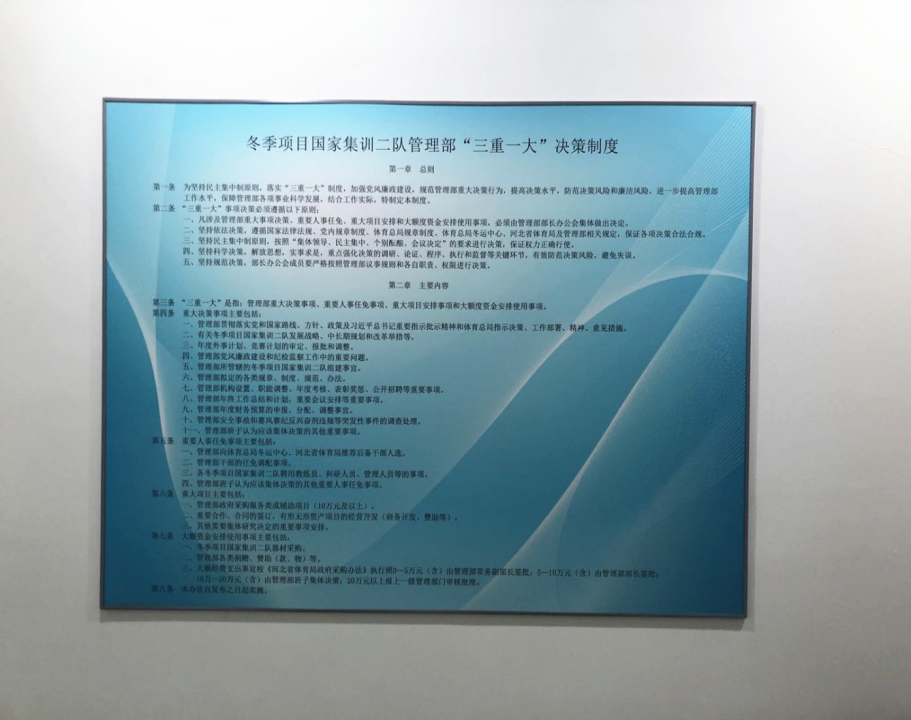 冬季项目国家集训二队管理部“三重一大”决策制度
第一章 总则
第一条 为坚持民主集中制原则，落实“三重一大”制度，加强党风廉政建设，规范管理部重大决策行为，提高决策水平，防范决策风险和廉洁风险，进一步提高管理部
工作水平，保障管理部各项事业科学发展，结合工作实际，特制定本制度。
第二条 “三重一大”事项决策必须遵循以下原则：
一、凡涉及管理部重大事项决策、重要人事任免、重大项目安排和大额度资金安排使用事项，必须由管理部部长办公会集体做出决定。
二、坚持依法决策，遵循国家法律法规、党内规章制度、体育总局规章制度、体育总局冬运中心、河北省体育局及管理部相关规定，保证各项决策合法合规。
三、坚持民主集中制原则，按照“集体领导、民主集中、个别酝酿、会议决定”的要求进行决策，保证权力正确行使。
四、坚持科学决策，解放思想，实事求是，重点强化决策的调研、论证、程序、执行和监督等关键环节，有效防范决策风险，避免失误。
五、坚持规范决策，部长办公会成员要严格按照管理部议事规则和各自职责、权限进行决策。
第二章 主要内容
第三条 “三重一大”是指：管理部重大决策事项、重要人事任免事项、重大项目安排事项和大额度资金安排使用事项。
第四条 重大决策事项主要包括：
一、管理部贯彻落实党和国家路线、方针、政策及习近平总书记重要指示批示精神和体育总局指示决策、工作部署、精神、意见措施。
二、有关冬季项目国家集训二队发展战略、中长期规划和改革举措等。
三、年度外事计划、竞赛计划的审定、报批和调整。
四、管理部党风廉政建设和纪检监察工作中的重要问题。
五、管理部所管辖的冬季项目国家集训二队组建事宜。
六、管理部拟定的各类规章、制度、规范、办法。
七、管理部机构设置、职能调整、年度考核、表彰奖惩、公开招聘等重要事项。
八、管理部年终工作总结和计划，重要会议安排等重要事项。
九、管理部年度财务预算的申报、分配、调整事宜。
十、管理部安全事故和赛风赛纪反兴奋剂违规等突发性事件的调查处理。
十一、管理部班子认为应该集体决策的其他重要事项。
第五条 重要人事任免事项主要包括：
一、管理部向体育总局冬运中心、河北省体育局推荐后备干部人选。
二、管理部干部的任免调配事项。
三、各冬季项目国家集训二队聘用教练员、科研人员、管理人员等的事项。
四、管理部班子认为应该集体决策的其他重要人事任免事项。
第六条 重大项目主要包括：
一、管理部政府采购服务类或辅助项目（10万元及以上）。
二、重要合作、合同的签订、有形无形资产项目的经营开发（商务开发、赞助等）。
三、其他需要集体研究决定的重要事项安排。
第七条 大额资金安排使用事项主要包括：
一、冬季项目国家集训二队器材采购。
二、管理部各类捐赠、赞助（款、物）等。
三、大额经费支出事宜按《河北省体育局政府采购办法》执行即0—5万元（含）由管理部常务副部长签批；5—10万元（含）由管理部部长签批；
10万—20万元（含）由管理部班子集体决策；20万元以上报上一级管理部门审核批准。
第八条 本办法自发布之日起实施。